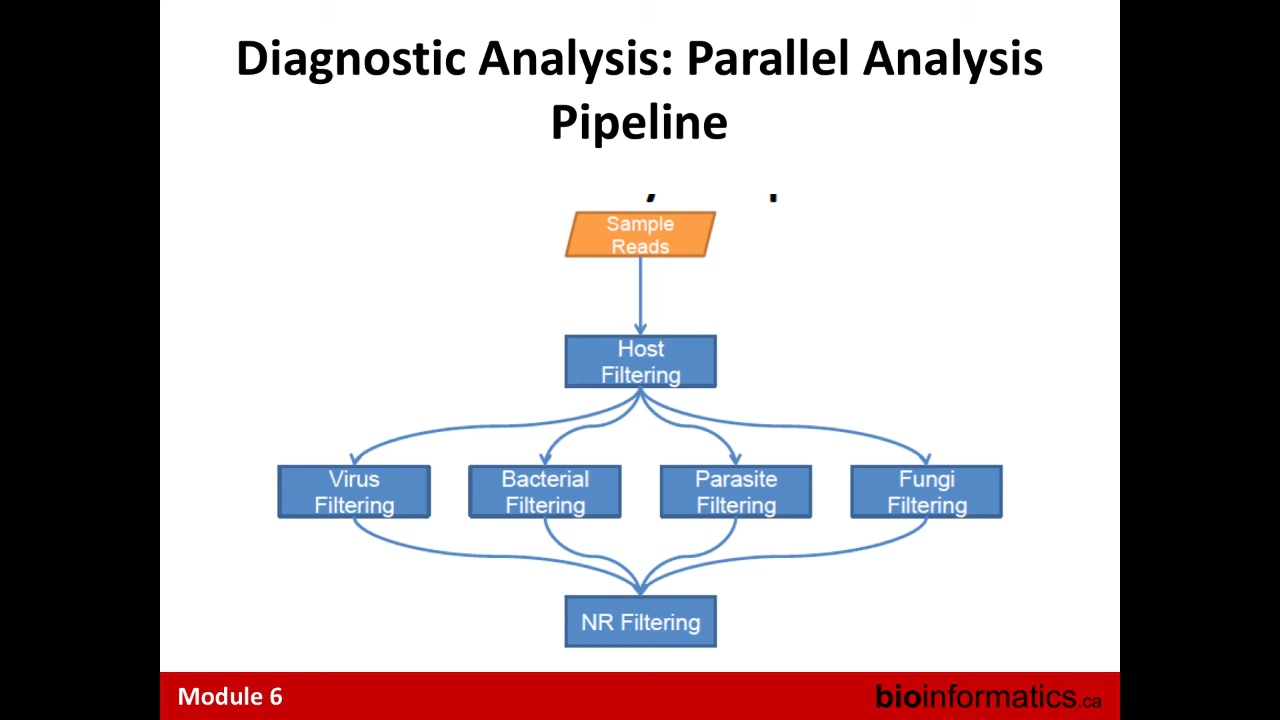 Diagnostic Analysis: Parallel Analysis
Pipeline
Sample
Reads
Host
Filtering
Virus
Filtering
Bacterial
Filtering
Parasite
Filtering
Fungi
Filtering
NR Filtering
Module 6
bioinformatics.ca